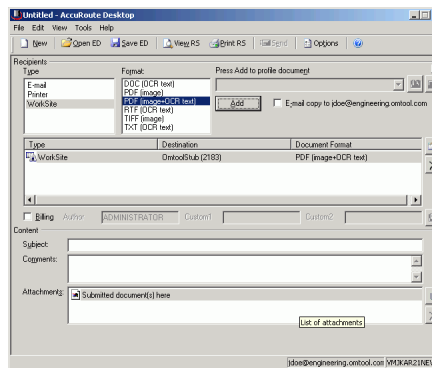 Untitled - AccuRoute Desktop
File Edit View Tools Help
New Open ED Save ED View RS Print RS Send Options
Recipients
Type Format: Press Add to profile document
E-mail
Printer
WorkSite
DOC (OCR text)
PDF (image)
PDF (image+OCR text)
RTF (OCR text)
TIFF (image)
TXT (OCR text)
Add E-mail copy to jdoe@engineering.omtool.com
Type Destination Document Format
WorkSite OmtoolStub (2183) PDF (image+OCR text)
Billing Author ADMINISTRATOR Custom1 Custom2
Content
Subject:
Comments:
Attachments: Submitted document(s) here
List of attachments
jdoe@engineering.omtool.com VMJKAR21NE